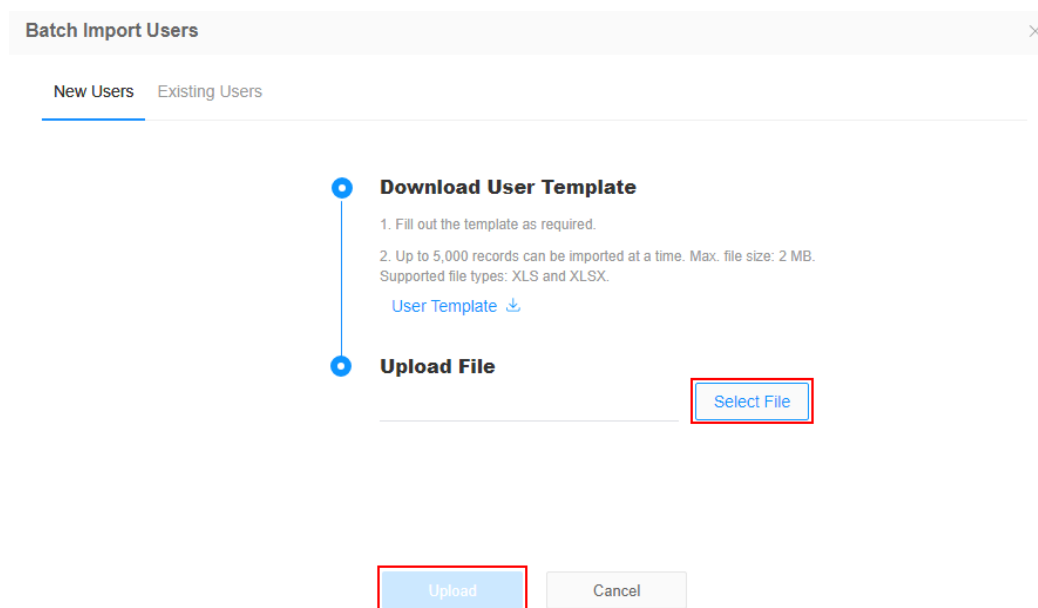 Batch Import Users
New Users Existing Users
Download User Template
1. Fill out the template as required.
2. Up to 5,000 records can be imported at a time. Max. file size: 2 MB.
Supported file types: XLS and XLSX.
User Template
Upload File
Select File
Upload Cancel